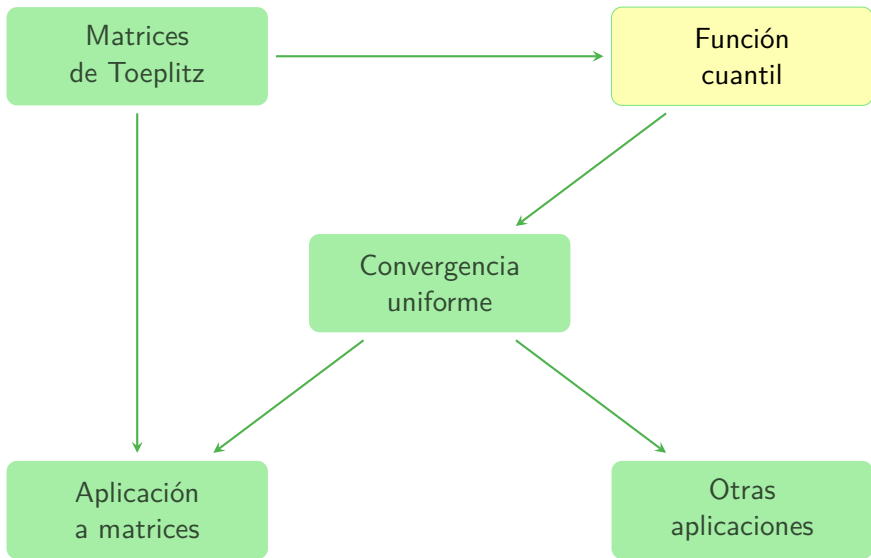 Matrices
de Toeplitz
Función
cuantil
Convergencia
uniforme
Aplicación
a matrices
Otras
aplicaciones